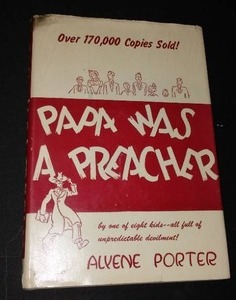 Over 170,000 Copies Sold!
PAPA WAS
A PREACHER
by one of eight kids--all full of
unpredictable devilment!
ALYENE PORTER